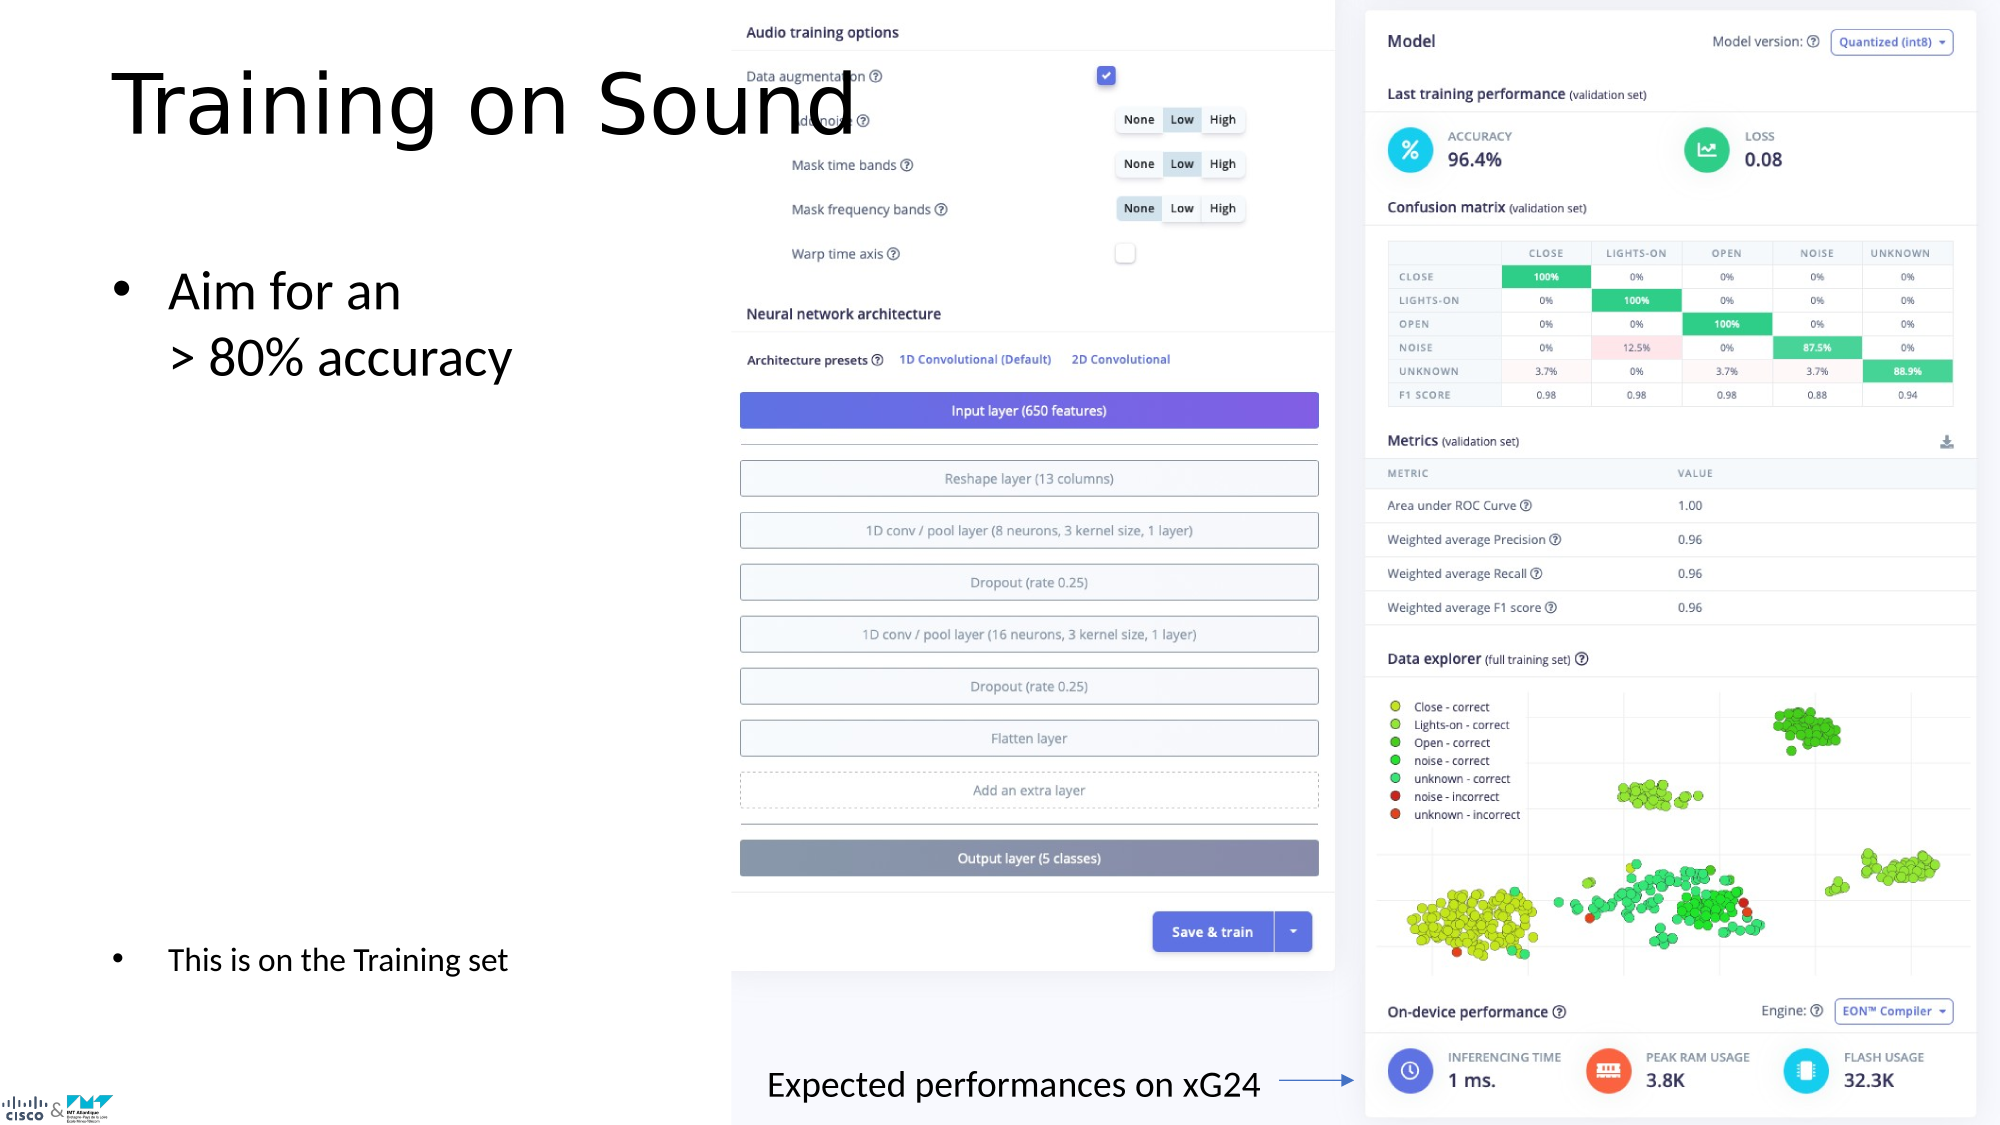 Training on Sound
• Aim for an
> 80% accuracy
• This is on the Training set
Audio training options
Data augmentation
Add noise
None Low High
Mask time bands
None Low High
Mask frequency bands
None Low High
Warp time axis
Neural network architecture
Architecture presets 1D Convolutional (Default) 2D Convolutional
Input layer (650 features)
Reshape layer (13 columns)
1D conv / pool layer (8 neurons, 3 kernel size, 1 layer)
Dropout (rate 0.25)
1D conv / pool layer (16 neurons, 3 kernel size, 1 layer)
Dropout (rate 0.25)
Flatten layer
Add an extra layer
Output layer (5 classes)
Save & train
Expected performances on xG24
Model
Model version: Quantized (int8)
Last training performance (validation set)
ACCURACY
96.4%
LOSS
0.08
Confusion matrix (validation set)
CLOSE LIGHTS-ON OPEN NOISE UNKNOWN
CLOSE 100% 0% 0% 0% 0%
LIGHTS-ON 0% 100% 0% 0% 0%
OPEN 0% 0% 100% 0% 0%
NOISE 0% 12.5% 0% 87.5% 0%
UNKNOWN 3.7% 0% 3.7% 3.7% 88.9%
F1 SCORE 0.98 0.98 0.98 0.88 0.94
Metrics (validation set)
METRIC VALUE
Area under ROC Curve 1.00
Weighted average Precision 0.96
Weighted average Recall 0.96
Weighted average F1 score 0.96
Data explorer (full training set)
Close - correct
Lights-on - correct
Open - correct
noise - correct
unknown - correct
noise - incorrect
unknown - incorrect
On-device performance
Engine: EON™ Compiler
INFERENCING TIME
1 ms.
PEAK RAM USAGE
3.8K
FLASH USAGE
32.3K
cisco & IMT Atlantique